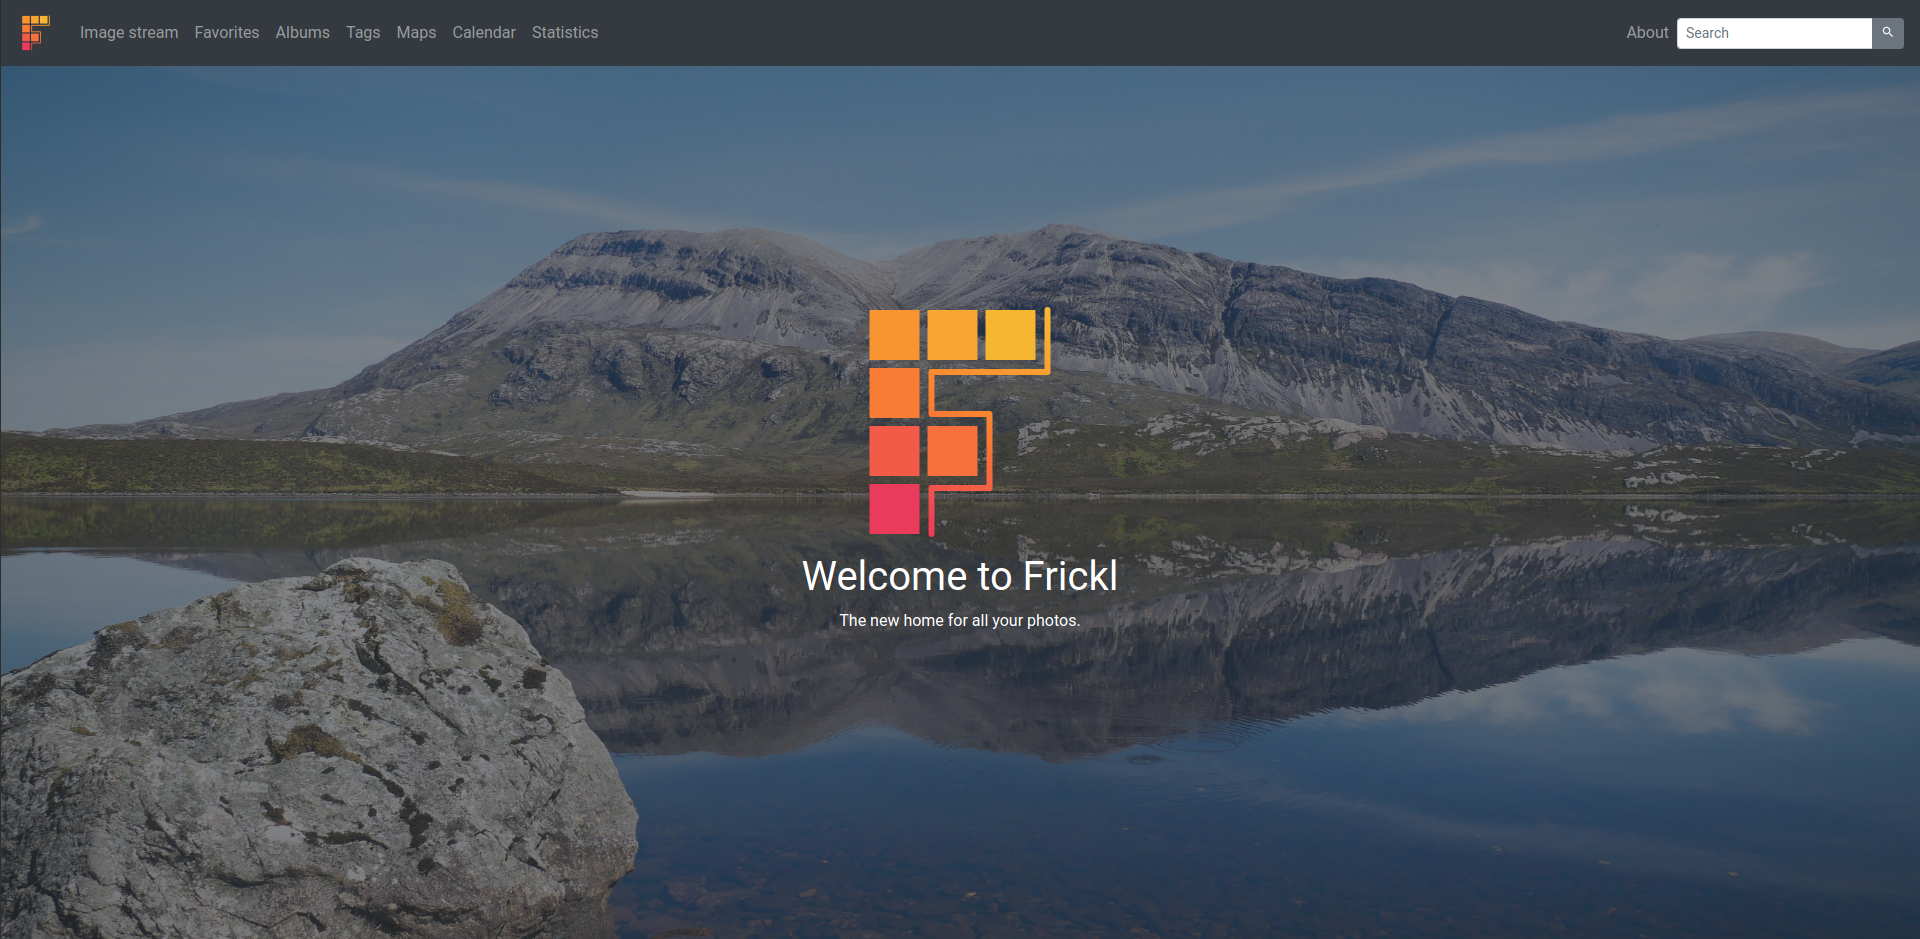 Image stream Favorites Albums Tags Maps Calendar Statistics About Search
Welcome to Frickl
The new home for all your photos.